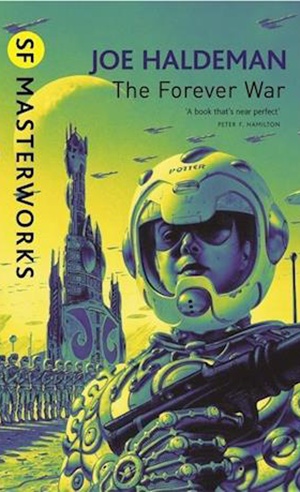 SF MASTERWORKS
JOE HALDEMAN
The Forever War
'A book that's near perfect'
PETER F. HAMILTON
POTTER